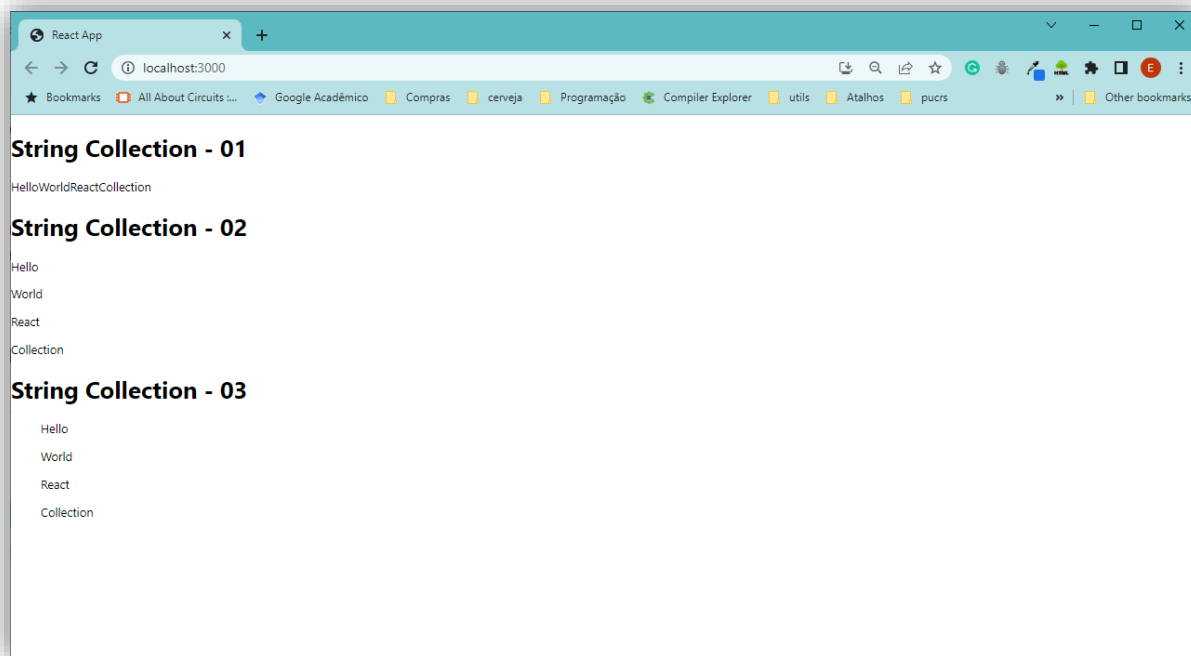 React App
localhost:3000
Bookmarks All About Circuits :... Google Acadêmico Compras cerveja Programação Compiler Explorer utils Atalhos pucrs » Other bookmarks
String Collection - 01
HelloWorldReactCollection
String Collection - 02
Hello
World
React
Collection
String Collection - 03
Hello
World
React
Collection